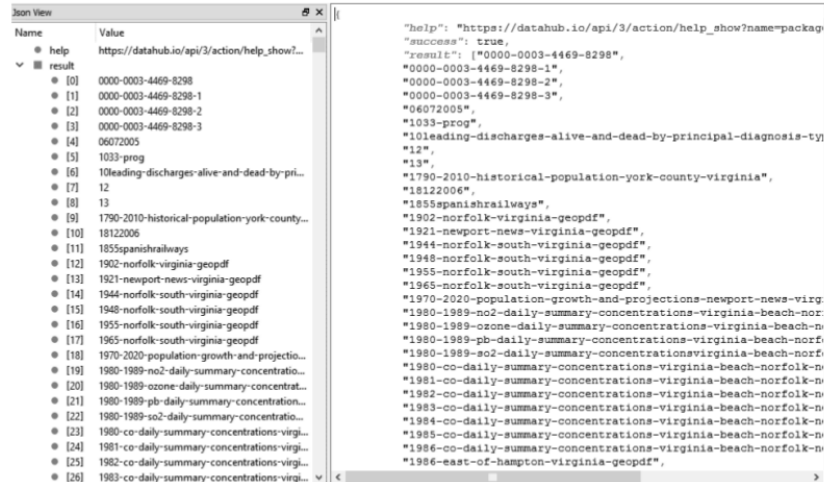 Json View
Name Value
help https://datahub.io/api/3/action/help_show?...
result
[0] 0000-0003-4469-8298
[1] 0000-0003-4469-8298-1
[2] 0000-0003-4469-8298-2
[3] 0000-0003-4469-8298-3
[4] 06072005
[5] 1033-prog
[6] 10leading-discharges-alive-and-dead-by-pri...
[7] 12
[8] 13
[9] 1790-2010-historical-population-york-county...
[10] 18122006
[11] 1855spanishrailways
[12] 1902-norfolk-virginia-geopdf
[13] 1921-newport-news-virginia-geopdf
[14] 1944-norfolk-south-virginia-geopdf
[15] 1948-norfolk-south-virginia-geopdf
[16] 1955-norfolk-south-virginia-geopdf
[17] 1965-norfolk-south-virginia-geopdf
[18] 1970-2020-population-growth-and-projectio...
[19] 1980-1989-no2-daily-summary-concentratio...
[20] 1980-1989-ozone-daily-summary-concentrat...
[21] 1980-1989-pb-daily-summary-concentration...
[22] 1980-1989-so2-daily-summary-concentratio...
[23] 1980-co-daily-summary-concentrations-virgi...
[24] 1981-co-daily-summary-concentrations-virgi...
[25] 1982-co-daily-summary-concentrations-virgi...
[26] 1983-co-daily-summary-concentrations-virgi...
{
"help": "https://datahub.io/api/3/action/help_show?name=package
"success": true,
"result": ["0000-0003-4469-8298",
"0000-0003-4469-8298-1",
"0000-0003-4469-8298-2",
"0000-0003-4469-8298-3",
"06072005",
"1033-prog",
"10leading-discharges-alive-and-dead-by-principal-diagnosis-typ
"12",
"13",
"1790-2010-historical-population-york-county-virginia",
"18122006",
"1855spanishrailways",
"1902-norfolk-virginia-geopdf",
"1921-newport-news-virginia-geopdf",
"1944-norfolk-south-virginia-geopdf",
"1948-norfolk-south-virginia-geopdf",
"1955-norfolk-south-virginia-geopdf",
"1965-norfolk-south-virginia-geopdf",
"1970-2020-population-growth-and-projections-newport-news-virgi
"1980-1989-no2-daily-summary-concentrations-virginia-beach-nor
"1980-1989-ozone-daily-summary-concentrations-virginia-beach-n
"1980-1989-pb-daily-summary-concentrations-virginia-beach-norfo
"1980-1989-so2-daily-summary-concentrationsvirginia-beach-norfo
"1980-co-daily-summary-concentrations-virginia-beach-norfolk-n
"1981-co-daily-summary-concentrations-virginia-beach-norfolk-n
"1982-co-daily-summary-concentrations-virginia-beach-norfolk-n
"1983-co-daily-summary-concentrations-virginia-beach-norfolk-n
"1984-co-daily-summary-concentrations-virginia-beach-norfolk-n
"1985-co-daily-summary-concentrations-virginia-beach-norfolk-n
"1986-co-daily-summary-concentrations-virginia-beach-norfolk-n
"1986-east-of-hampton-virginia-geopdf",